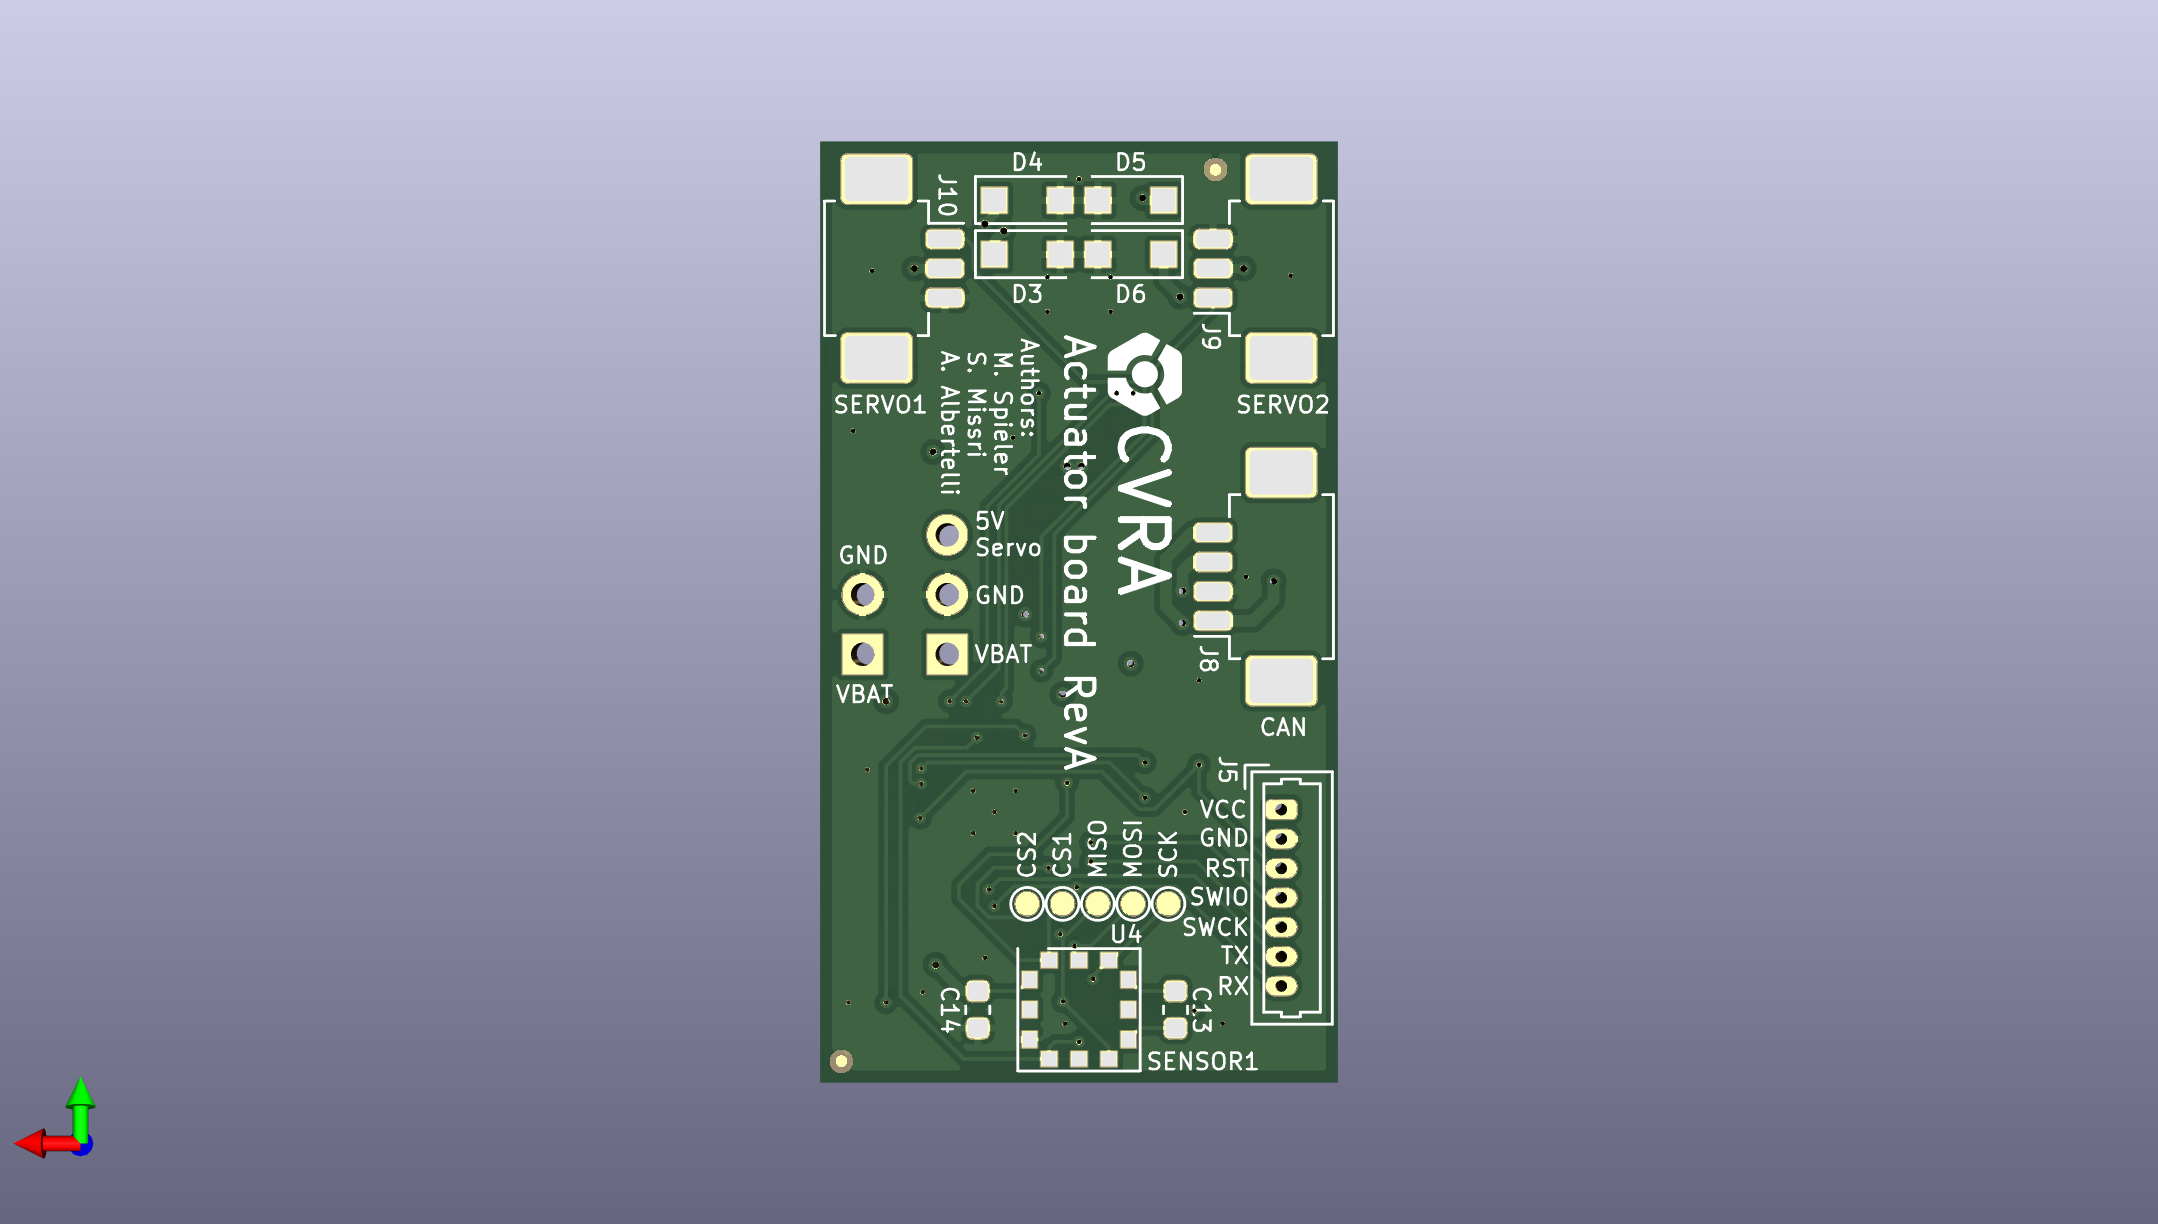 D4
D5
J10
D3
D6
J9
SERVO1
SERVO2
Authors:
M. Spieler
S. Missri
A. Albertelli
Actuator board RevA
CVRA
5V
Servo
GND
GND
VBAT
VBAT
J8
CAN
J5
VCC
GND
RST
SWIO
SWCK
TX
RX
CS2
CS1
MISO
MOSI
SCK
U4
C14
C13
SENSOR1